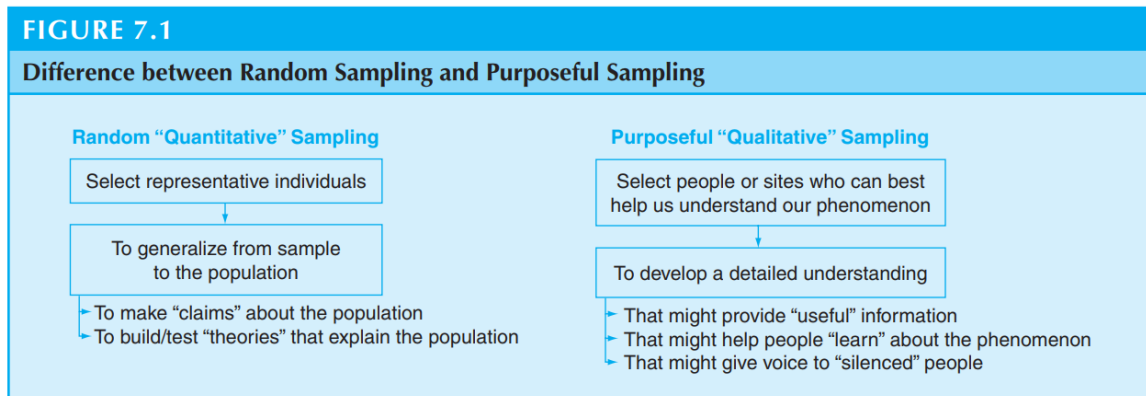 FIGURE 7.1
Difference between Random Sampling and Purposeful Sampling
Random “Quantitative” Sampling
Select representative individuals
To generalize from sample
to the population
To make “claims” about the population
To build/test “theories” that explain the population
Purposeful “Qualitative” Sampling
Select people or sites who can best
help us understand our phenomenon
To develop a detailed understanding
That might provide “useful” information
That might help people “learn” about the phenomenon
That might give voice to “silenced” people